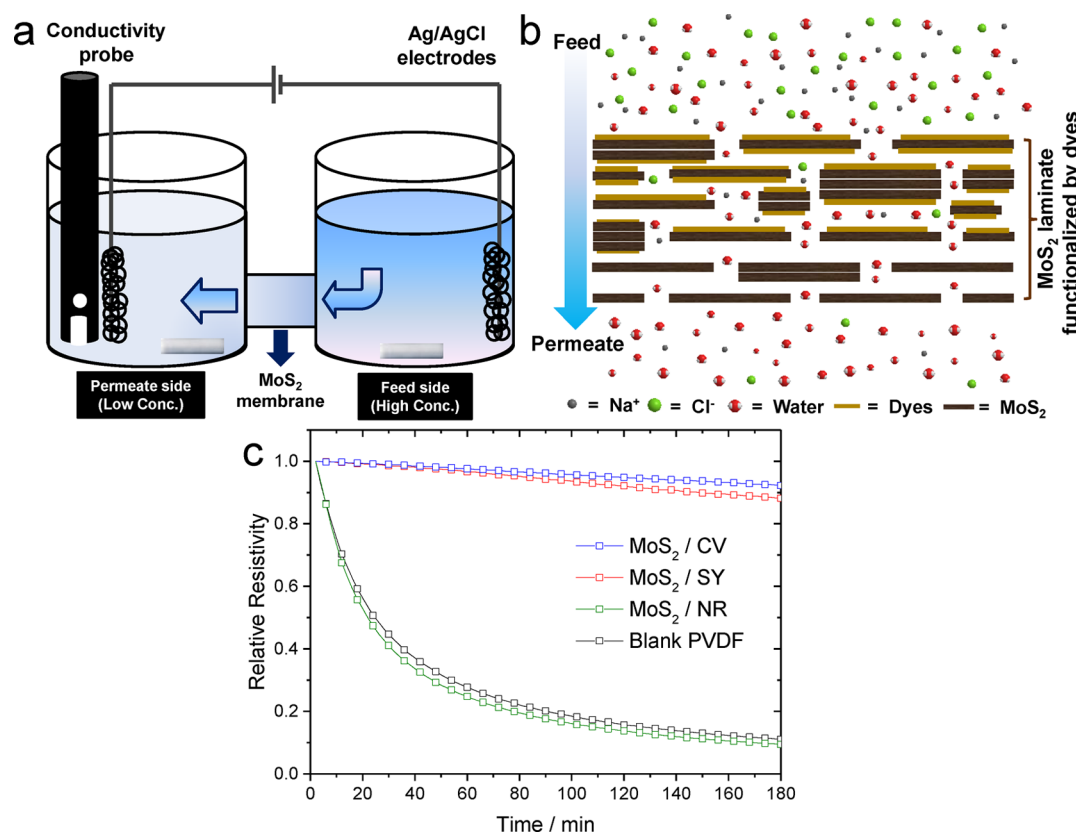 a
Conductivity
probe
Ag/AgCl
electrodes
Permeate side
(Low Conc.)
MoS₂
membrane
Feed side
(High Conc.)
b
Feed
Permeate
MoS₂ laminate
functionalized by dyes
= Na⁺ = Cl⁻ = Water = Dyes = MoS₂
c
Relative Resistivity
1.0
0.8
0.6
0.4
0.2
0.0
MoS₂ / CV
MoS₂ / SY
MoS₂ / NR
Blank PVDF
0 20 40 60 80 100 120 140 160 180
Time / min